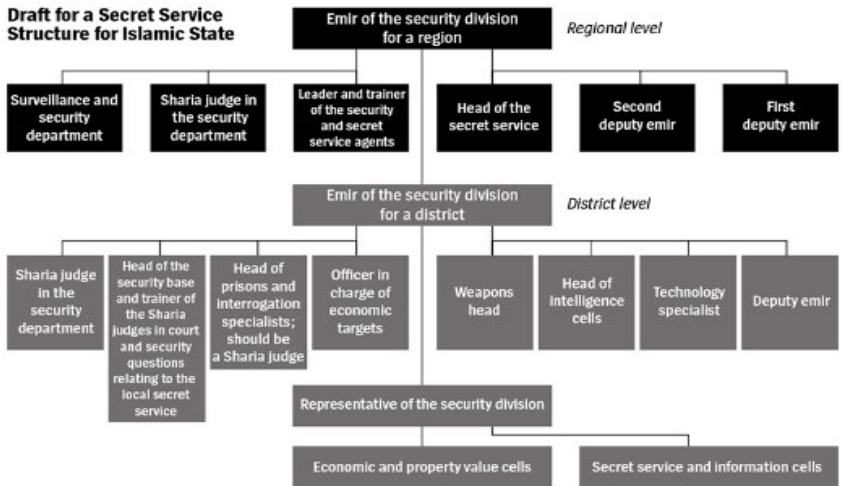 Draft for a Secret Service
Structure for Islamic State
Emir of the security division
for a region
Regional level
Surveillance and
security
department
Sharia judge in
the security
department
Leader and trainer
of the security
and secret
service agents
Head of the
secret service
Second
deputy emir
First
deputy emir
Emir of the security division
for a district
District level
Sharia judge
in the
security
department
Head of the
security base
and trainer of
the Sharia
judges in court
and security
questions
relating to the
local secret
service
Head of
prisons and
interrogation
specialists;
should be
a Sharia judge
Officer in
charge of
economic
targets
Weapons
head
Head of
intelligence
cells
Technology
specialist
Deputy emir
Representative of the security division
Economic and property value cells
Secret service and information cells